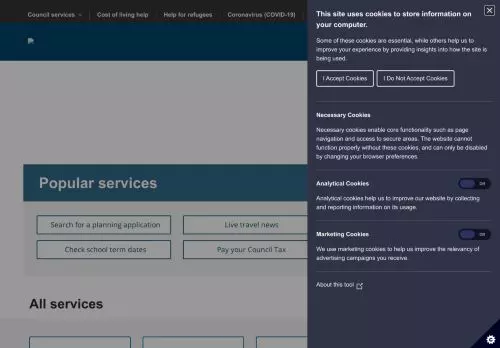 Council services
Cost of living help
Help for refugees
Coronavirus (COVID-19)
Popular services
Search for a planning application
Live travel news
Check school term dates
Pay your Council Tax
All services
This site uses cookies to store information on
your computer.
Some of these cookies are essential, while others help us to
improve your experience by providing insights into how the site is
being used.
I Accept Cookies
I Do Not Accept Cookies
Necessary Cookies
Necessary cookies enable core functionality such as page
navigation and access to secure areas. The website cannot
function properly without these cookies, and can only be disabled
by changing your browser preferences.
Analytical Cookies
Off
Analytical cookies help us to improve our website by collecting
and reporting information on its usage.
Marketing Cookies
Off
We use marketing cookies to help us improve the relevancy of
advertising campaigns you receive.
About this tool